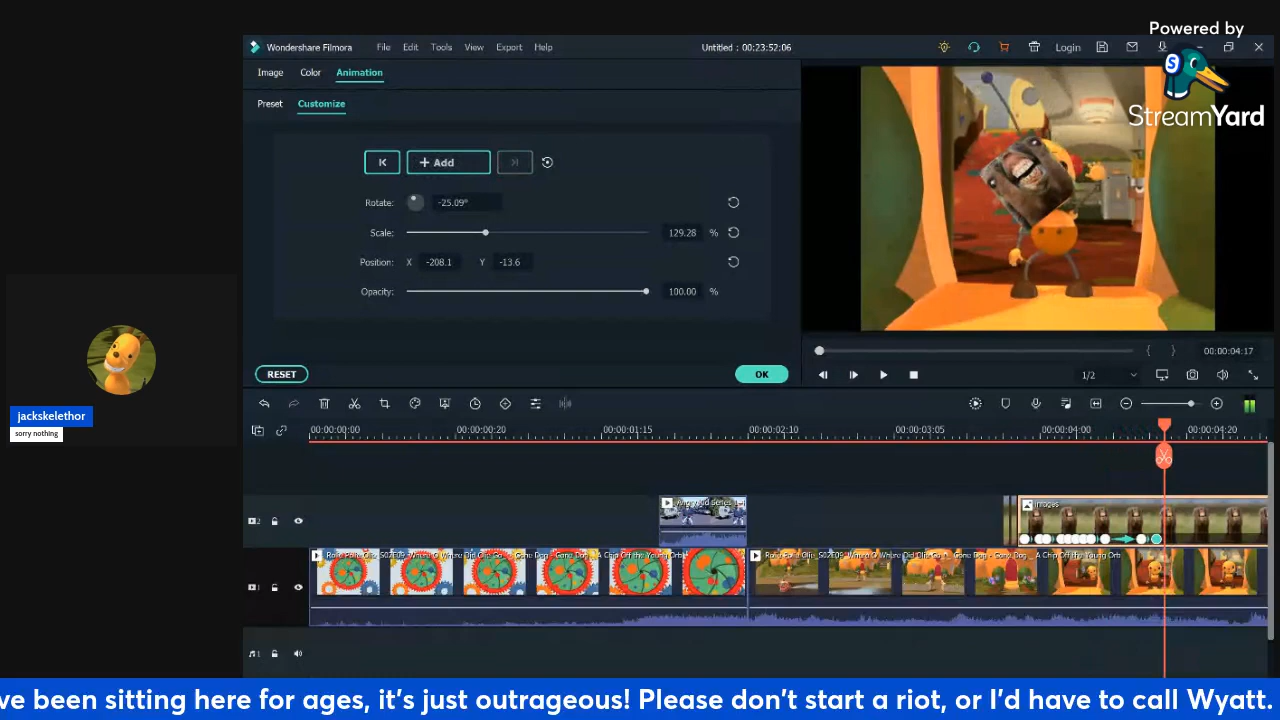 Powered by
StreamYard
Wondershare Filmora File Edit Tools View Export Help Untitled : 00:23:52:06 Login
Image Color Animation
Preset Customize
+ Add
Rotate: -25.09°
Scale: 129.28 %
Position: X -208.1 Y -13.6
Opacity: 100.00 %
RESET OK
{ } 00:00:04:17
1/2
00:00:00:00 00:00:00:20 00:00:01:15 00:00:02:10 00:00:03:05 00:00:04:00 00:00:04:20
2 Images
1
1
jackskelethor
sorry nothing
ve been sitting here for ages, it's just outrageous! Please don't start a riot, or I'd have to call Wyatt.